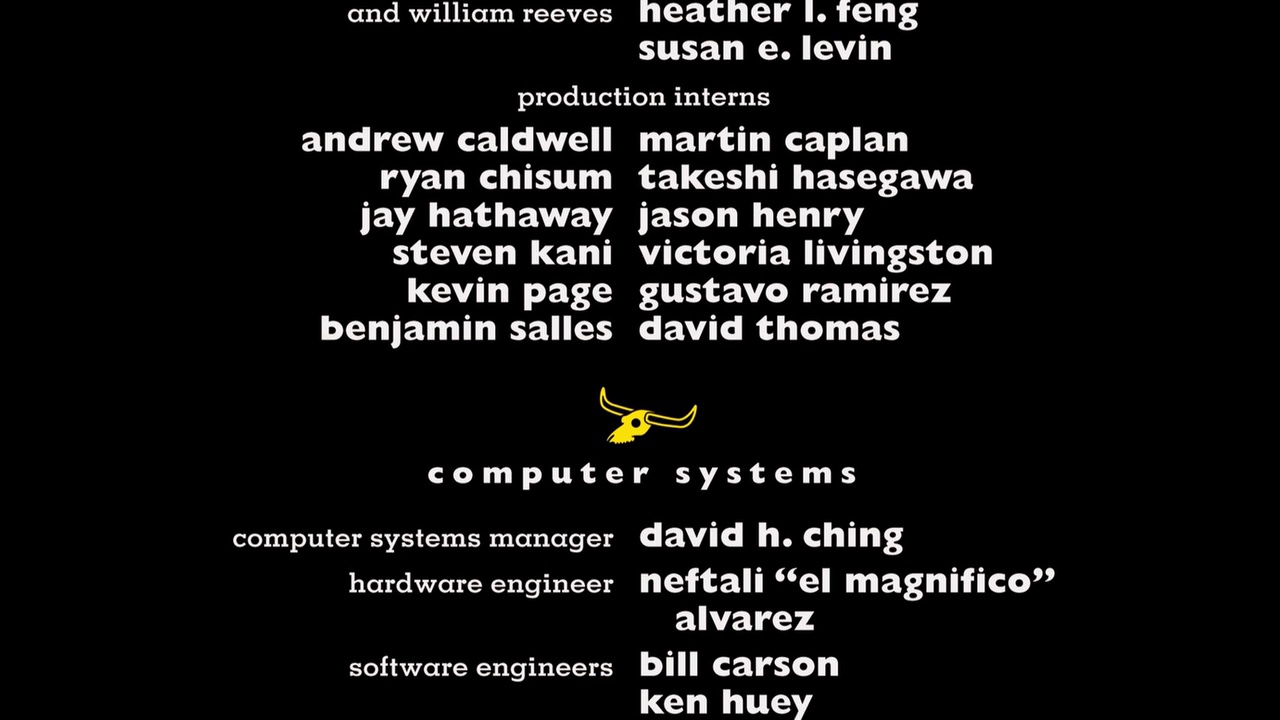 and william reeves heather l. feng
susan e. levin
production interns
andrew caldwell martin caplan
ryan chisum takeshi hasegawa
jay hathaway jason henry
steven kani victoria livingston
kevin page gustavo ramirez
benjamin salles david thomas
computer systems
computer systems manager david h. ching
hardware engineer neftali “el magnifico”
alvarez
software engineers bill carson
ken huey